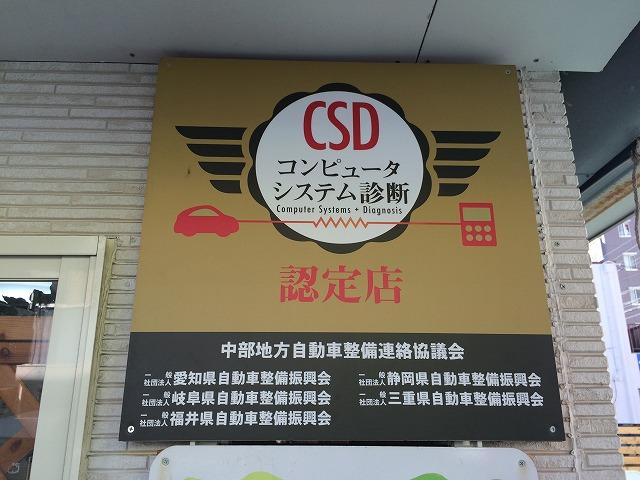 CSD
コンピュータ
システム診断
Computer Systems + Diagnosis
認定店
中部地方自動車整備連絡協議会
一般社団法人 愛知県自動車整備振興会 一般社団法人 静岡県自動車整備振興会
一般社団法人 岐阜県自動車整備振興会 一般社団法人 三重県自動車整備振興会
一般社団法人 福井県自動車整備振興会